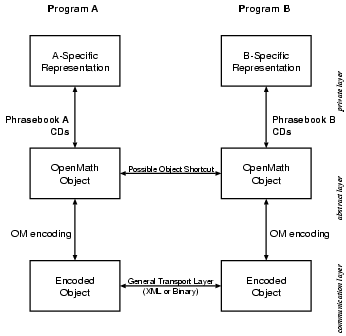 Program A
Program B
A-Specific
Representation
B-Specific
Representation
private layer
Phrasebook A
CDs
Phrasebook B
CDs
OpenMath
Object
Possible Object Shortcut
OpenMath
Object
abstract layer
OM encoding
OM encoding
Encoded
Object
General Transport Layer
(XML or Binary)
Encoded
Object
communication layer